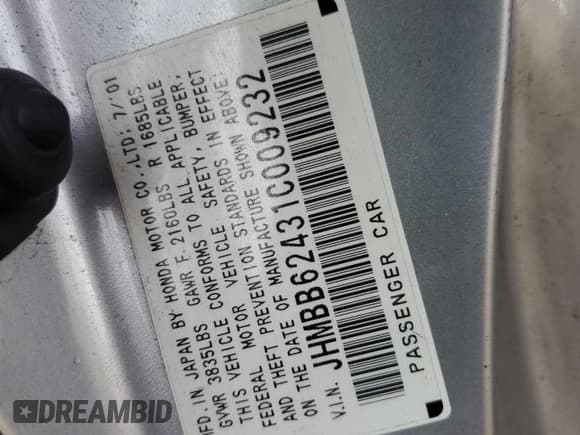 MFD. IN JAPAN BY HONDA MOTOR CO.,LTD; 7/'01
GVWR 3835LBS GAWR F 2160LBS R 1685LBS
THIS VEHICLE CONFORMS TO ALL APPLICABLE
FEDERAL MOTOR VEHICLE SAFETY, BUMPER,
AND THEFT PREVENTION STANDARDS IN EFFECT
ON THE DATE OF MANUFACTURE SHOWN ABOVE:
V.I.N. JHMBB62431C009232
PASSENGER CAR
DREAMBID